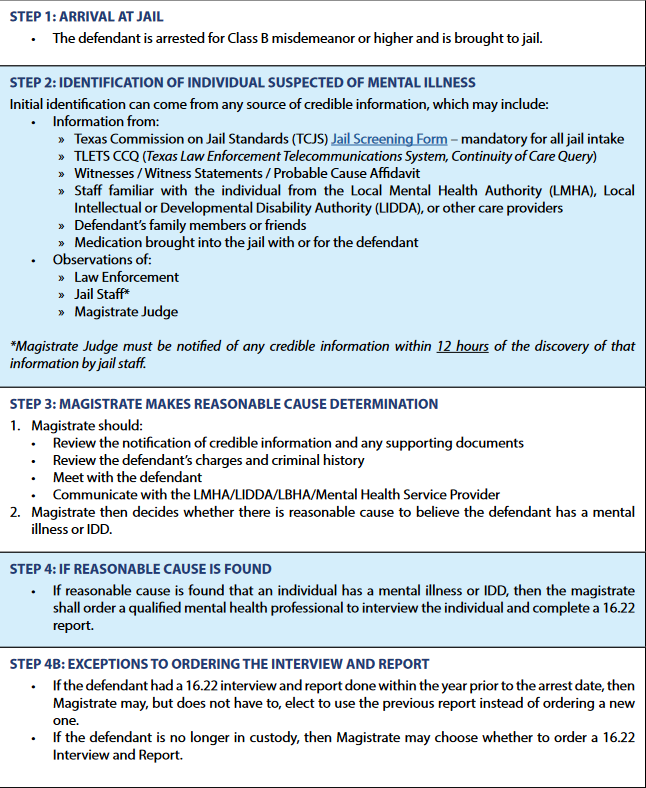 STEP 1: ARRIVAL AT JAIL
• The defendant is arrested for Class B misdemeanor or higher and is brought to jail.
STEP 2: IDENTIFICATION OF INDIVIDUAL SUSPECTED OF MENTAL ILLNESS
Initial identification can come from any source of credible information, which may include:
• Information from:
» Texas Commission on Jail Standards (TCJS) Jail Screening Form – mandatory for all jail intake
» TLETS CCQ (Texas Law Enforcement Telecommunications System, Continuity of Care Query)
» Witnesses / Witness Statements / Probable Cause Affidavit
» Staff familiar with the individual from the Local Mental Health Authority (LMHA), Local
Intellectual or Developmental Disability Authority (LIDDA), or other care providers
» Defendant's family members or friends
» Medication brought into the jail with or for the defendant
• Observations of:
» Law Enforcement
» Jail Staff*
» Magistrate Judge
*Magistrate Judge must be notified of any credible information within 12 hours of the discovery of that
information by jail staff.
STEP 3: MAGISTRATE MAKES REASONABLE CAUSE DETERMINATION
1. Magistrate should:
• Review the notification of credible information and any supporting documents
• Review the defendant's charges and criminal history
• Meet with the defendant
• Communicate with the LMHA/LIDDA/LBHA/Mental Health Service Provider
2. Magistrate then decides whether there is reasonable cause to believe the defendant has a mental
illness or IDD.
STEP 4: IF REASONABLE CAUSE IS FOUND
• If reasonable cause is found that an individual has a mental illness or IDD, then the magistrate
shall order a qualified mental health professional to interview the individual and complete a 16.22
report.
STEP 4B: EXCEPTIONS TO ORDERING THE INTERVIEW AND REPORT
• If the defendant had a 16.22 interview and report done within the year prior to the arrest date, then
Magistrate may, but does not have to, elect to use the previous report instead of ordering a new
one.
• If the defendant is no longer in custody, then Magistrate may choose whether to order a 16.22
Interview and Report.